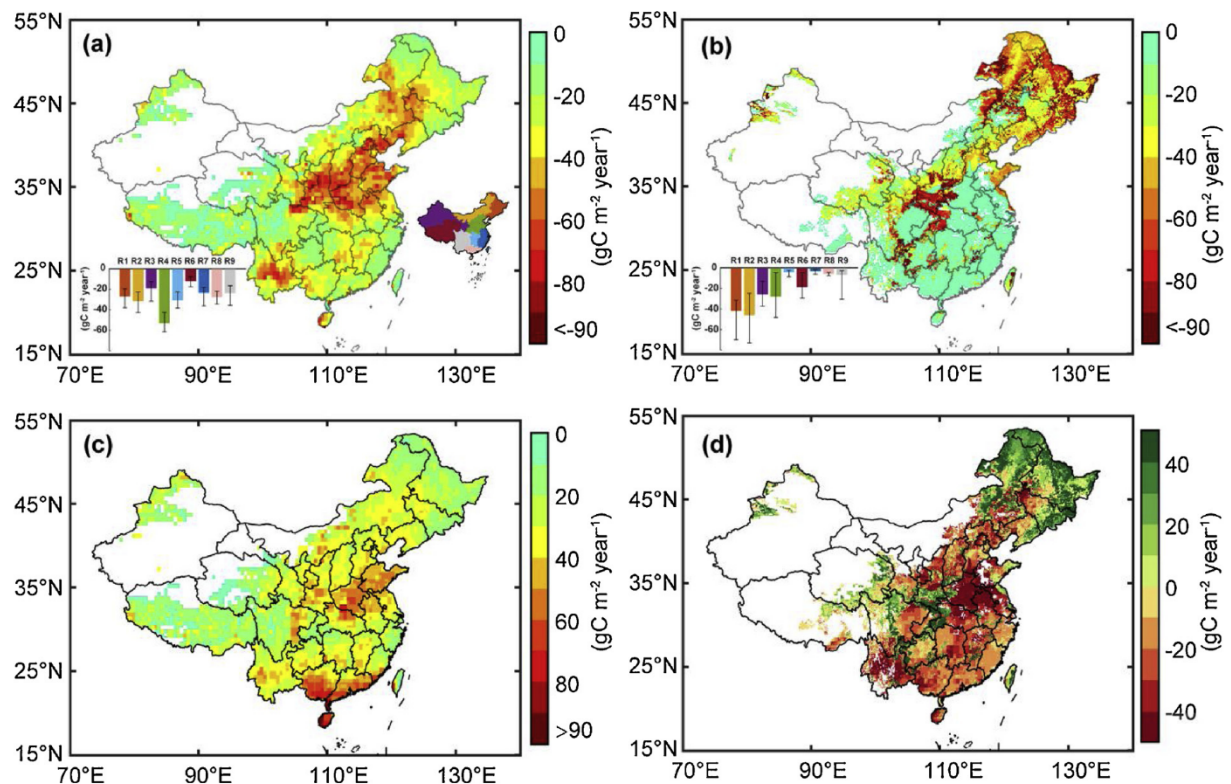 (a)
55°N
45°N
35°N
25°N
15°N
70°E 90°E 110°E 130°E
0
-20
-40
-60
-80
<-90
(gC m⁻² year⁻¹)
R1 R2 R3 R4 R5 R6 R7 R8 R9
0
-20
-40
-60
(gC m⁻² year⁻¹)
(b)
55°N
45°N
35°N
25°N
15°N
70°E 90°E 110°E 130°E
0
-20
-40
-60
-80
<-90
(gC m⁻² year⁻¹)
R1 R2 R3 R4 R5 R6 R7 R8 R9
0
-20
-40
-60
(gC m⁻² year⁻¹)
(c)
55°N
45°N
35°N
25°N
15°N
70°E 90°E 110°E 130°E
0
20
40
60
80
>90
(gC m⁻² year⁻¹)
(d)
55°N
45°N
35°N
25°N
15°N
70°E 90°E 110°E 130°E
40
20
0
-20
-40
(gC m⁻² year⁻¹)